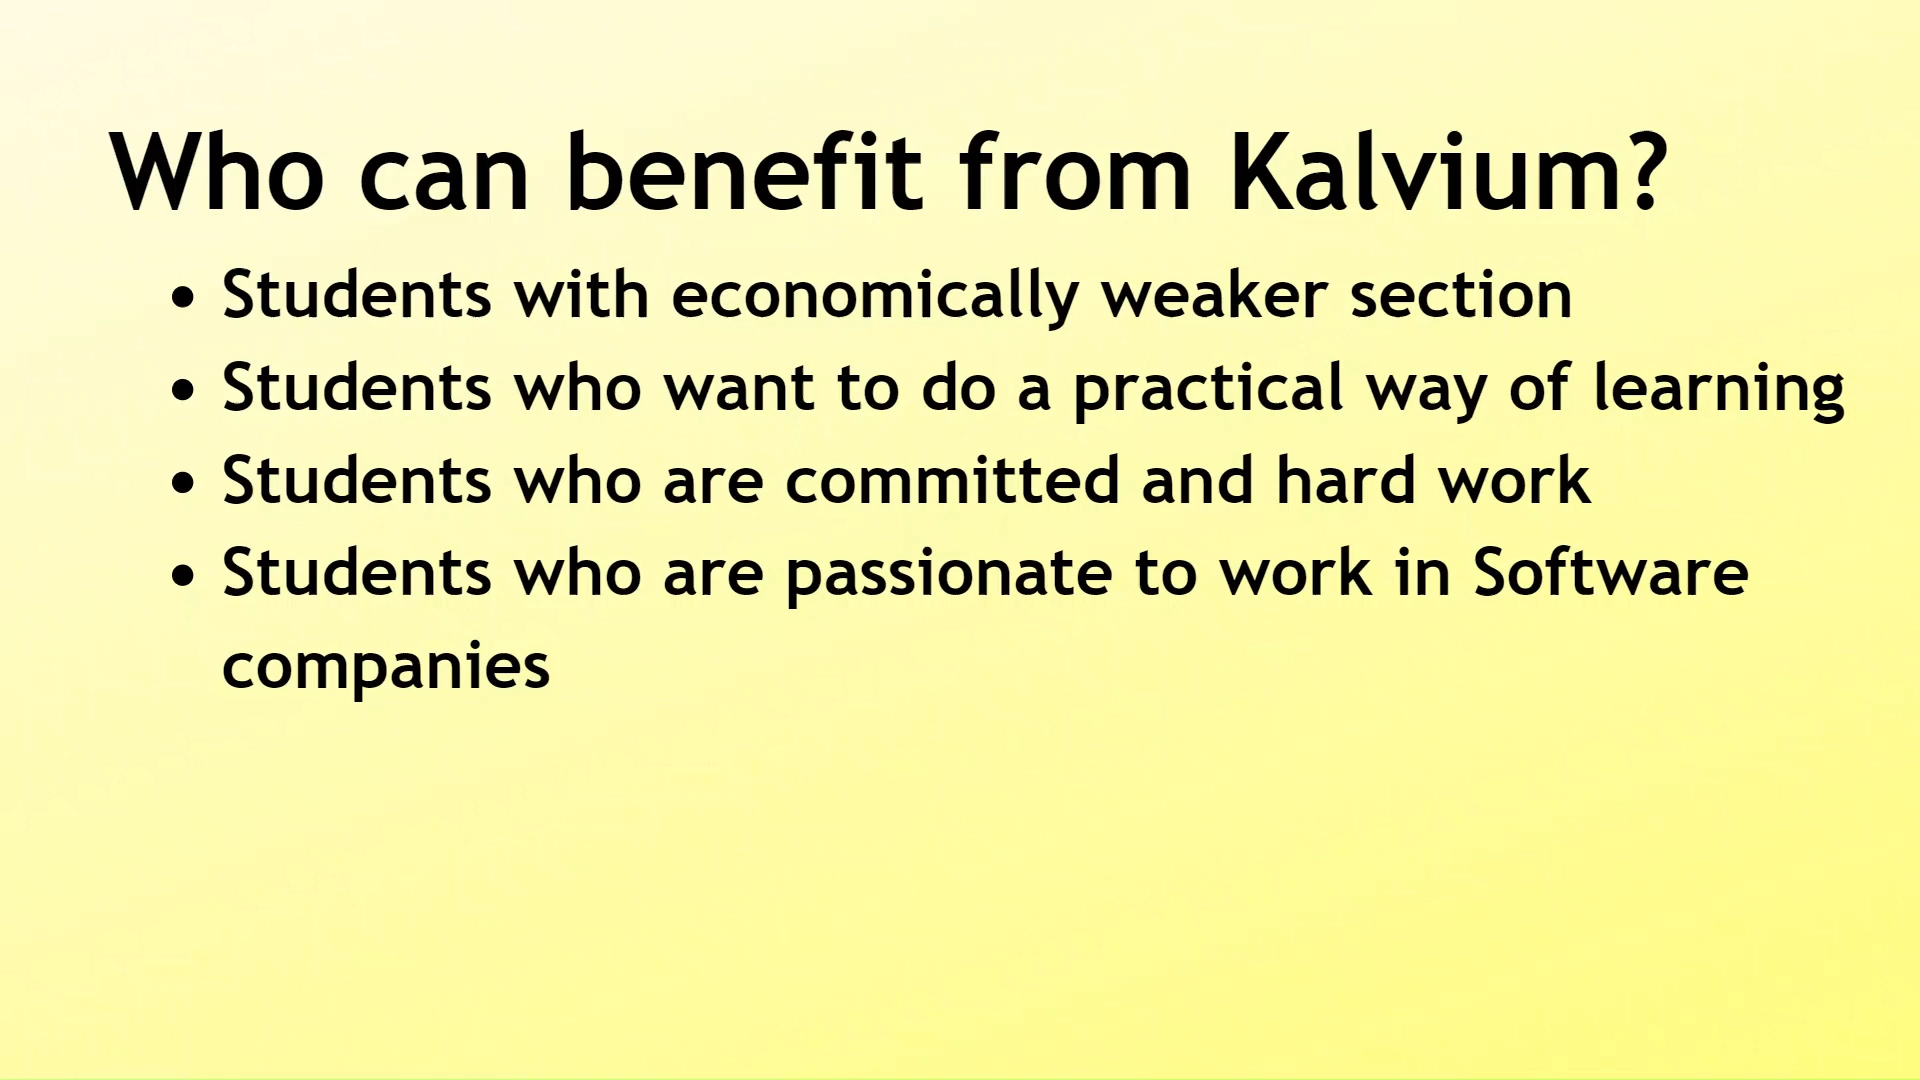 Who can benefit from Kalvium?
• Students with economically weaker section
• Students who want to do a practical way of learning
• Students who are committed and hard work
• Students who are passionate to work in Software
companies